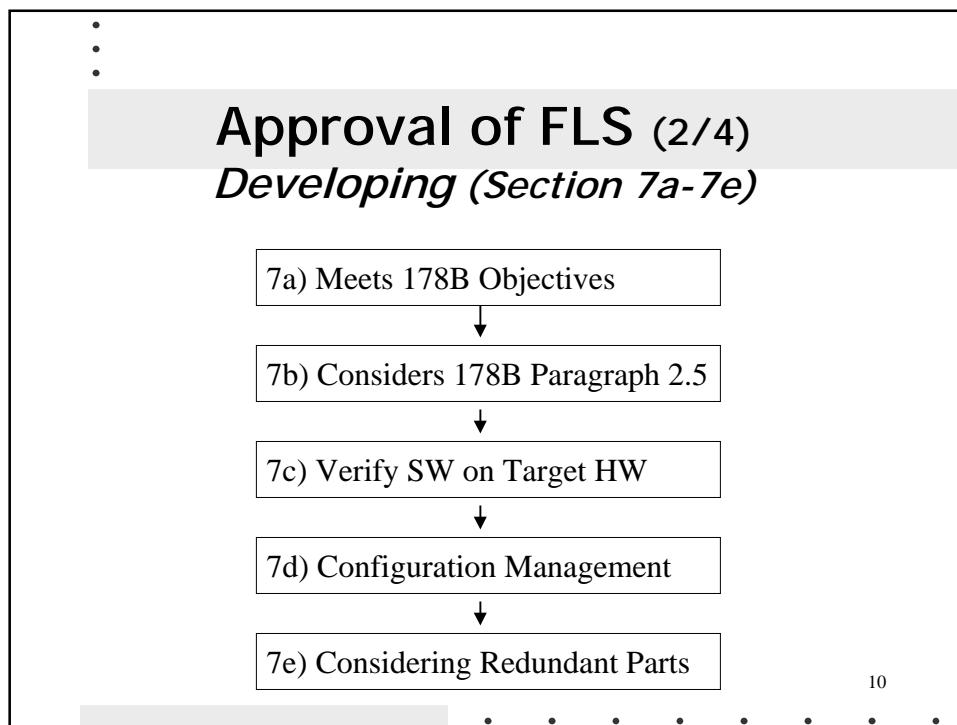 Approval of FLS (2/4)
Developing (Section 7a-7e)
7a) Meets 178B Objectives
7b) Considers 178B Paragraph 2.5
7c) Verify SW on Target HW
7d) Configuration Management
7e) Considering Redundant Parts
10